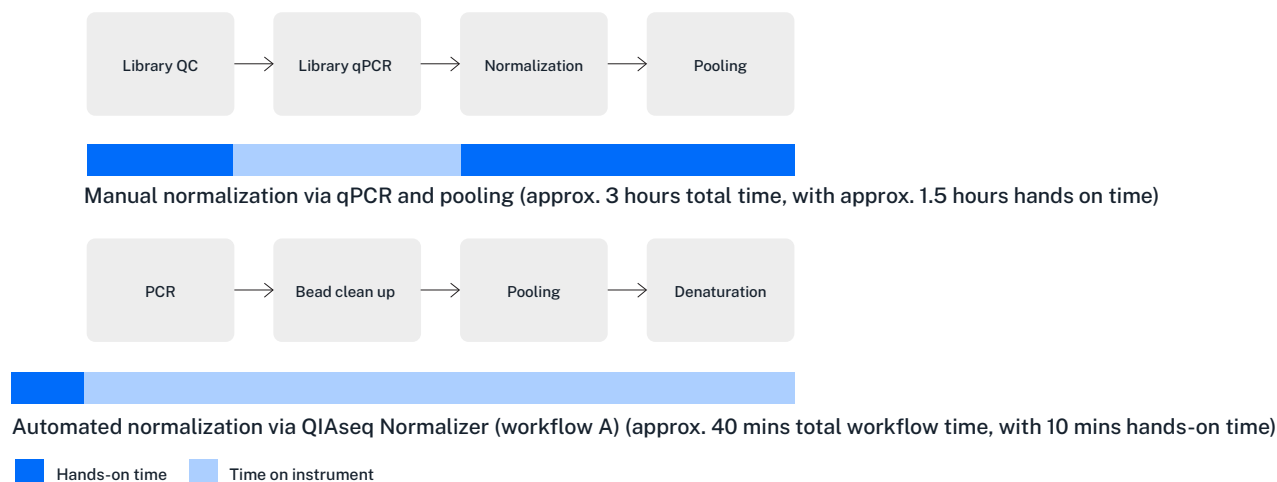 Library QC
Library qPCR
Normalization
Pooling
Manual normalization via qPCR and pooling (approx. 3 hours total time, with approx. 1.5 hours hands on time)
PCR
Bead clean up
Pooling
Denaturation
Automated normalization via QIAseq Normalizer (workflow A) (approx. 40 mins total workflow time, with 10 mins hands-on time)
Hands-on time
Time on instrument